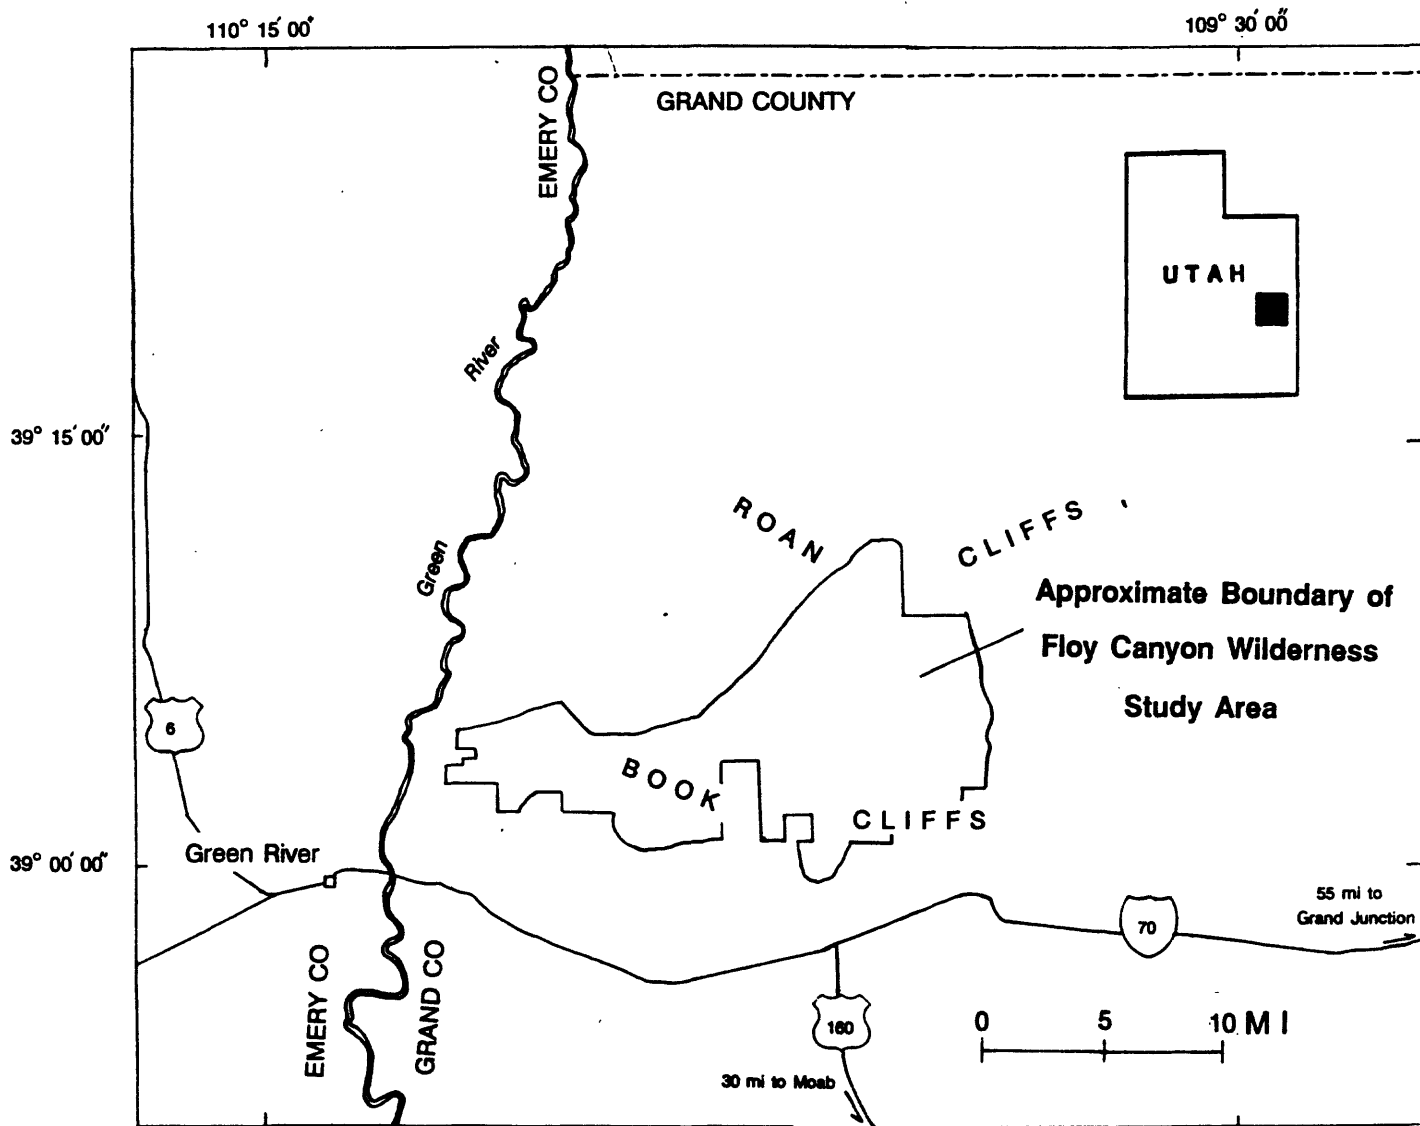 110° 15′ 00″
109° 30′ 00″
EMERY CO
GRAND COUNTY
UTAH
River
39° 15′ 00″
ROAN
CLIFFS
Green
Approximate Boundary of
Floy Canyon Wilderness
Study Area
6
BOOK
CLIFFS
Green River
39° 00′ 00″
55 mi to
Grand Junction
70
EMERY CO
GRAND CO
160
0 5 10 MI
30 mi to Moab